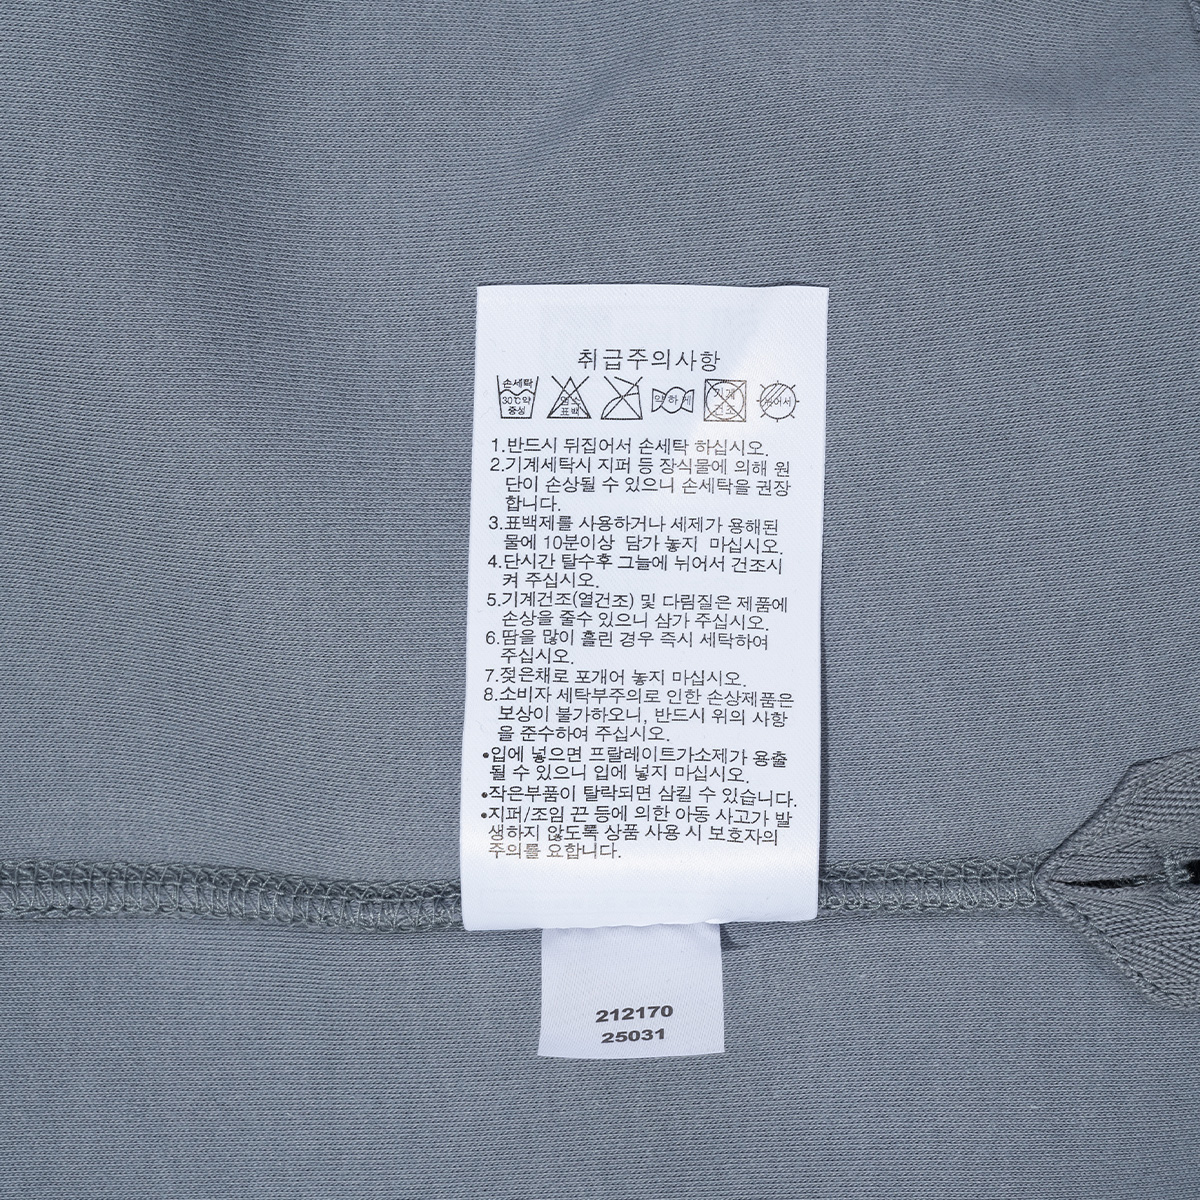 취급주의사항
손세탁
30℃약
중성
염소
표백
약하게
기계
건조
뉘어서
1.반드시 뒤집어서 손세탁 하십시오.
2.기계세탁시 지퍼 등 장식물에 의해 원
단이 손상될 수 있으니 손세탁을 권장
합니다.
3.표백제를 사용하거나 세제가 용해된
물에 10분이상 담가 놓지 마십시오.
4.단시간 탈수후 그늘에 뉘어서 건조시
켜 주십시오.
5.기계건조(열건조) 및 다림질은 제품에
손상을 줄수 있으니 삼가 주십시오.
6.땀을 많이 흘린 경우 즉시 세탁하여
주십시오.
7.젖은채로 포개어 놓지 마십시오.
8.소비자 세탁부주의로 인한 손상제품은
보상이 불가하오니, 반드시 위의 사항
을 준수하여 주십시오.
•입에 넣으면 프탈레이트가소제가 용출
될 수 있으니 입에 넣지 마십시오.
•작은부품이 탈락되면 삼킬 수 있습니다.
•지퍼/조임 끈 등에 의한 아동 사고가 발
생하지 않도록 상품 사용 시 보호자의
주의를 요합니다.
212170
25031